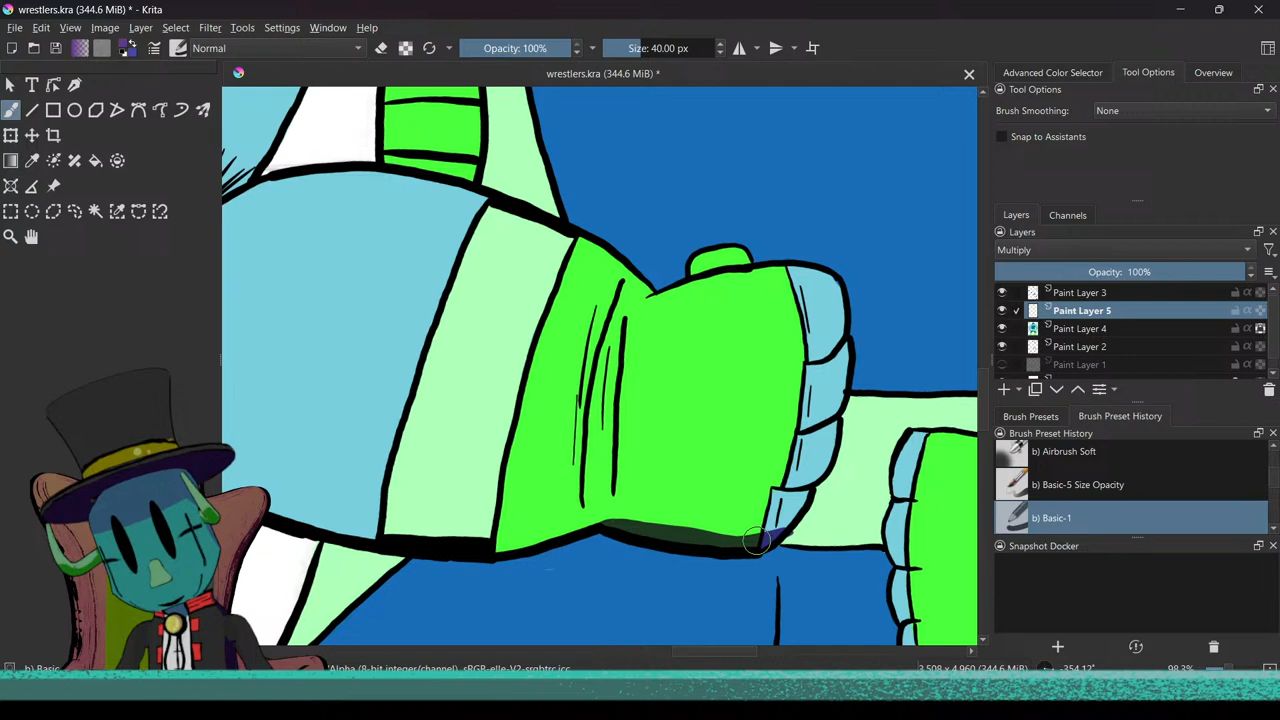 wrestlers.kra (344.6 MiB) * - Krita
File Edit View Image Layer Select Filter Tools Settings Window Help
Normal Opacity: 100% Size: 40.00 px
wrestlers.kra (344.6 MiB) *
Advanced Color Selector Tool Options Overview
Tool Options
Brush Smoothing: None
Snap to Assistants
Layers Channels
Layers
Multiply
Opacity: 100%
Paint Layer 3
Paint Layer 5
Paint Layer 4
Paint Layer 2
Paint Layer 1
Brush Presets Brush Preset History
Brush Preset History
b) Airbrush Soft
b) Basic-5 Size Opacity
b) Basic-1
Snapshot Docker